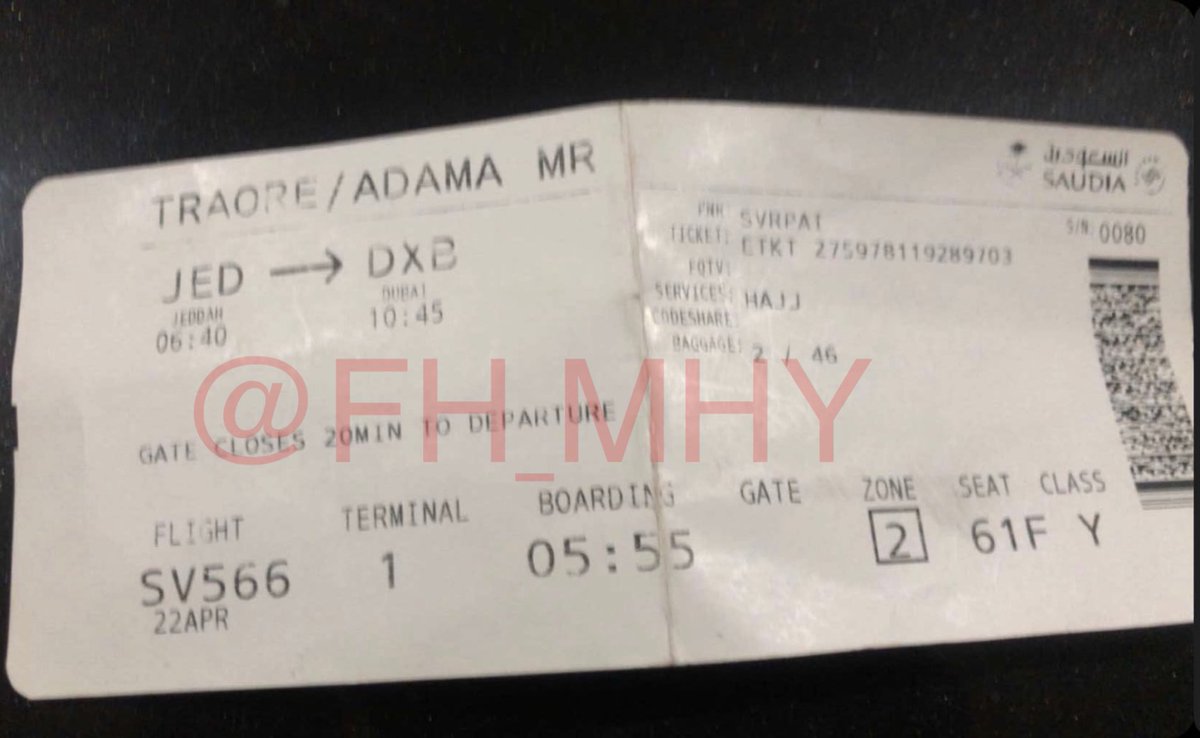 TRAORE/ADAMA MR
JED → DXB
JEDDAH DUBAI
06:40 10:45
GATE CLOSES 20MIN TO DEPARTURE
FLIGHT TERMINAL BOARDING
SV566 1 05:55
22APR
السعودية
SAUDIA
PNR: SVRPAT
S/N: 0080
TICKET: ETKT 275978119289703
FQTV:
SERVICES: HAJJ
CODESHARE:
BAGGAGE: 2 / 46
GATE ZONE SEAT CLASS
2 61F Y
@FH_MHY